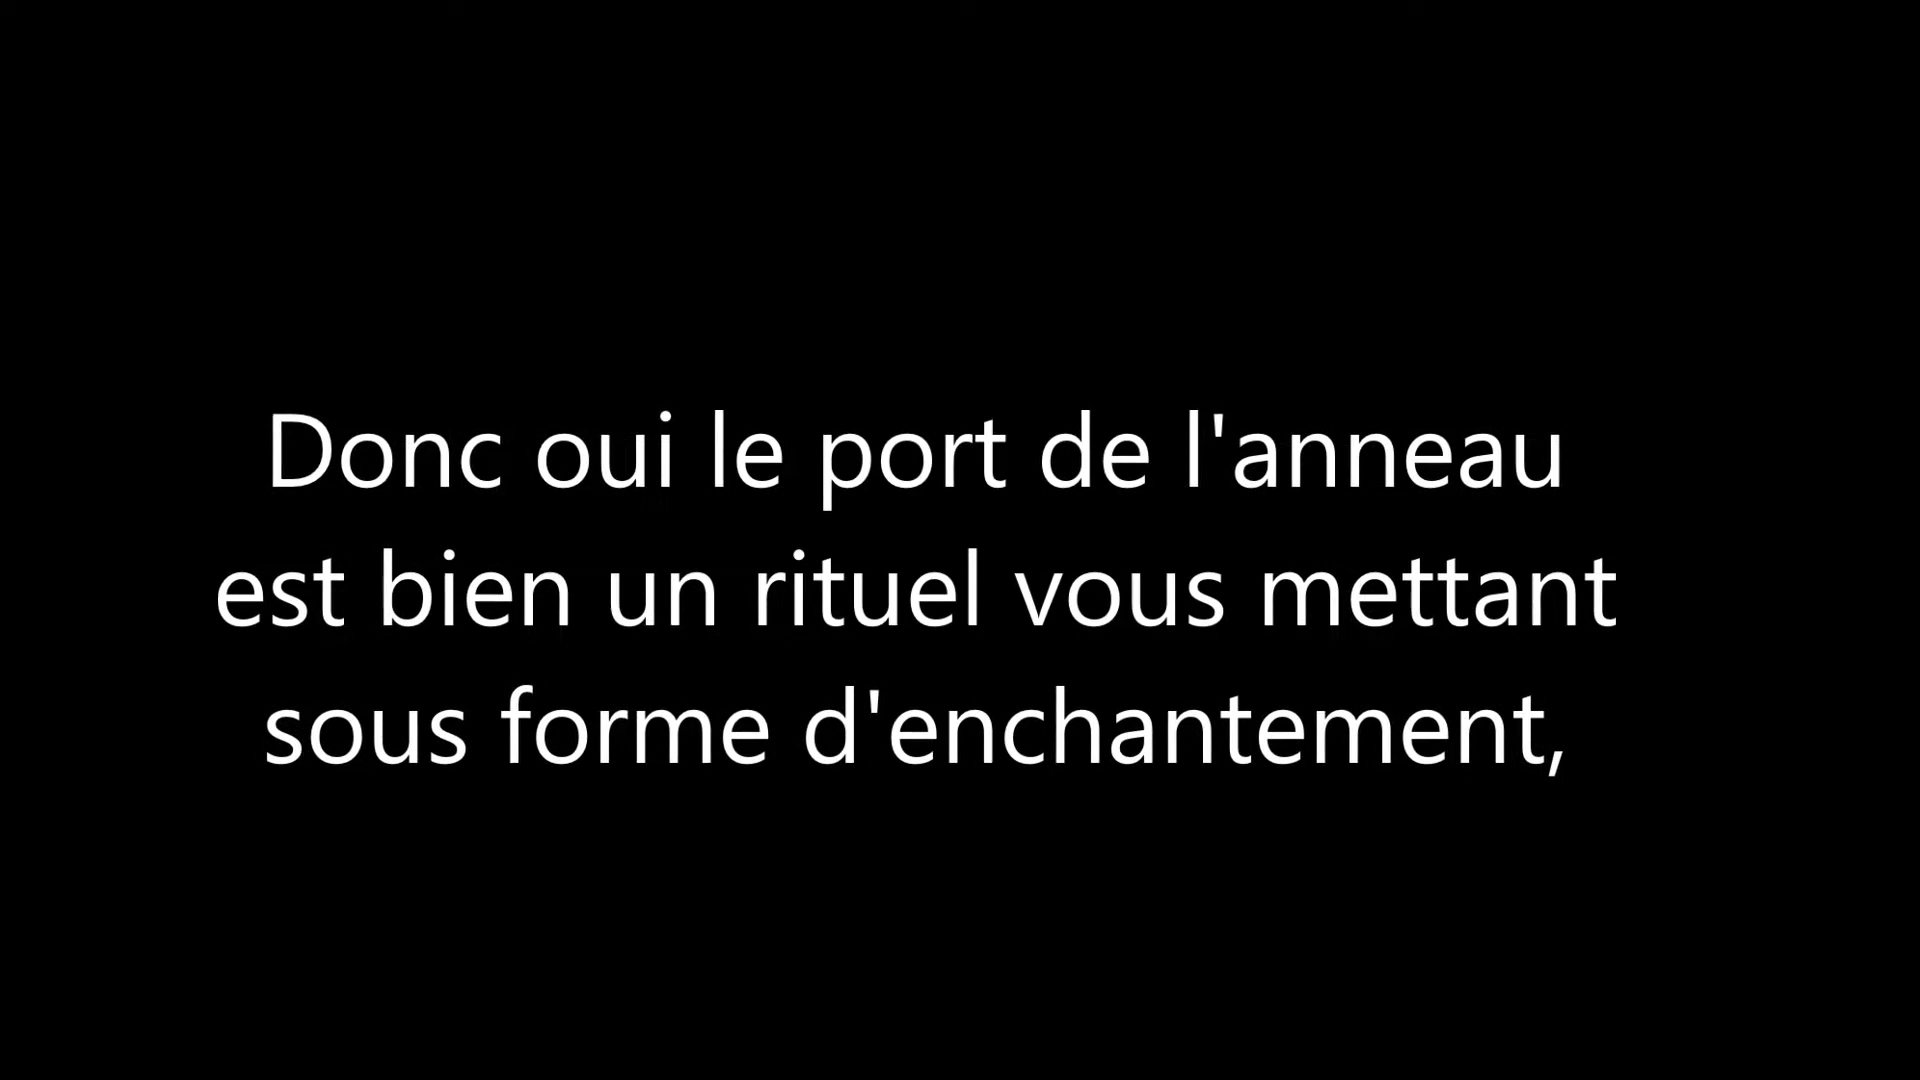 Donc oui le port de l'anneau
est bien un rituel vous mettant
sous forme d'enchantement,